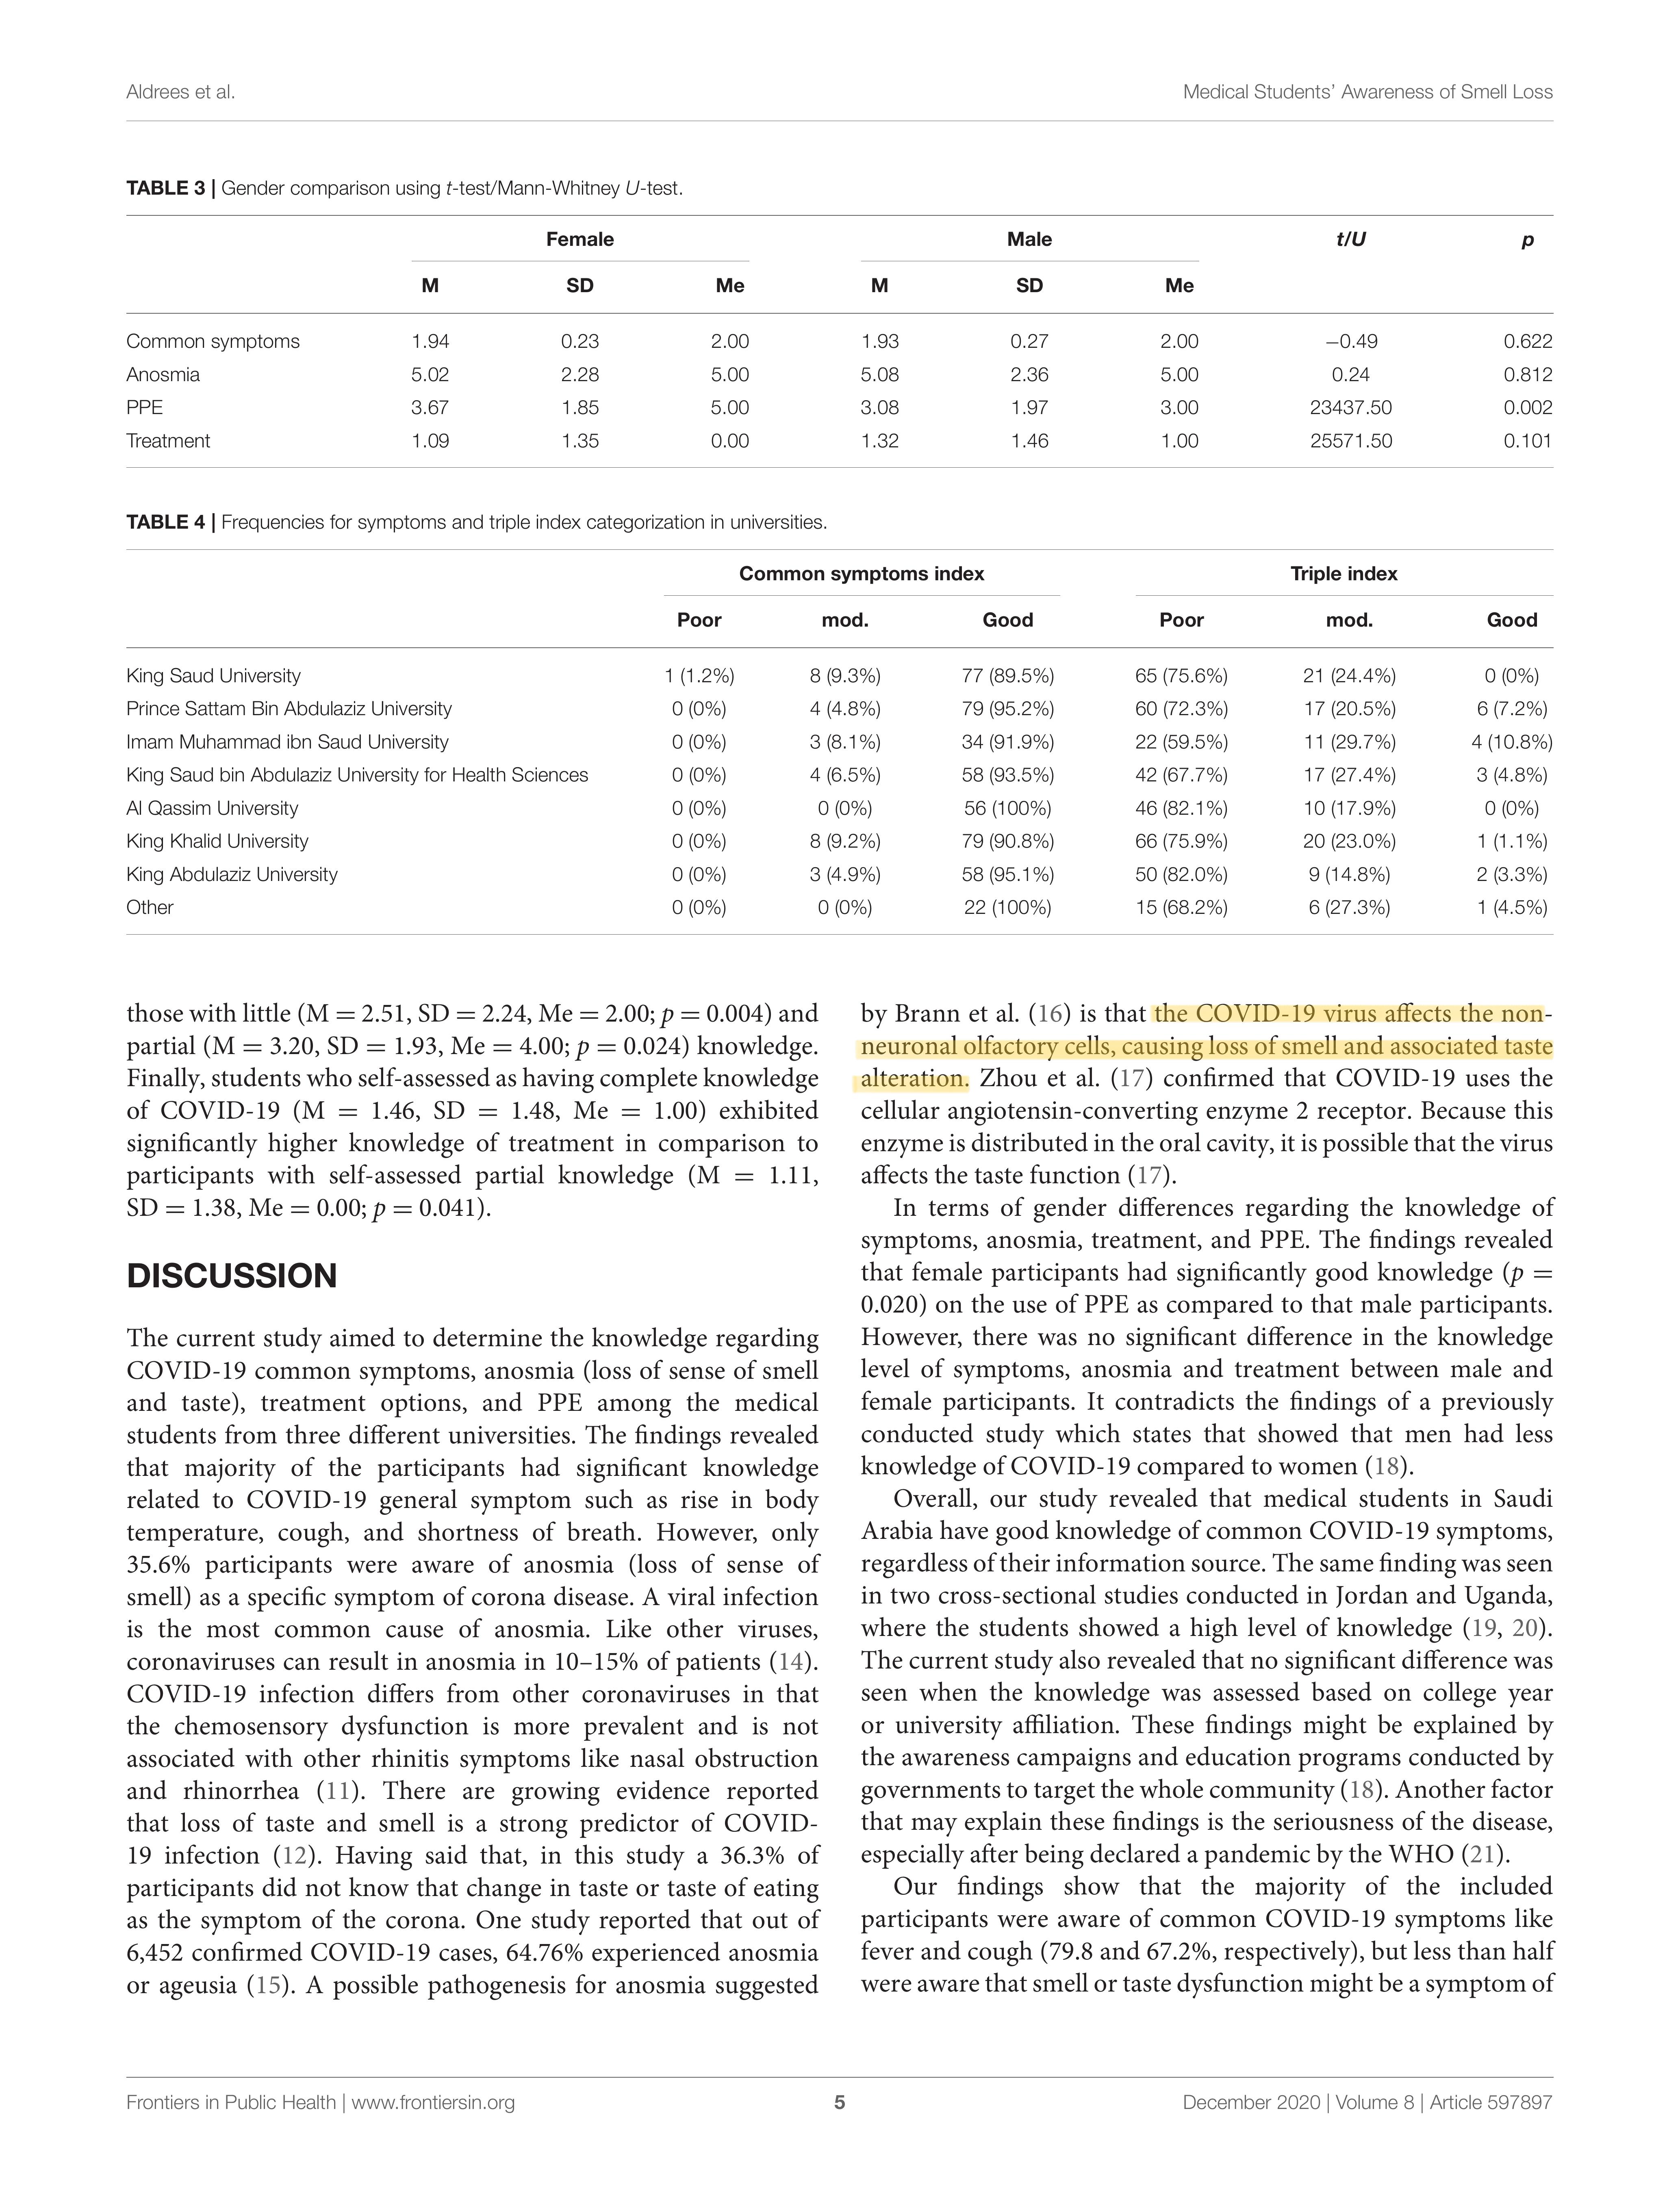 Aldrees et al.
Medical Students' Awareness of Smell Loss
TABLE 3 | Gender comparison using t-test/Mann-Whitney U-test.
Female Male t/U p
M SD Me M SD Me
Common symptoms 1.94 0.23 2.00 1.93 0.27 2.00 −0.49 0.622
Anosmia 5.02 2.28 5.00 5.08 2.36 5.00 0.24 0.812
PPE 3.67 1.85 5.00 3.08 1.97 3.00 23437.50 0.002
Treatment 1.09 1.35 0.00 1.32 1.46 1.00 25571.50 0.101
TABLE 4 | Frequencies for symptoms and triple index categorization in universities.
Common symptoms index Triple index
Poor mod. Good Poor mod. Good
King Saud University 1 (1.2%) 8 (9.3%) 77 (89.5%) 65 (75.6%) 21 (24.4%) 0 (0%)
Prince Sattam Bin Abdulaziz University 0 (0%) 4 (4.8%) 79 (95.2%) 60 (72.3%) 17 (20.5%) 6 (7.2%)
Imam Muhammad ibn Saud University 0 (0%) 3 (8.1%) 34 (91.9%) 22 (59.5%) 11 (29.7%) 4 (10.8%)
King Saud bin Abdulaziz University for Health Sciences 0 (0%) 4 (6.5%) 58 (93.5%) 42 (67.7%) 17 (27.4%) 3 (4.8%)
Al Qassim University 0 (0%) 0 (0%) 56 (100%) 46 (82.1%) 10 (17.9%) 0 (0%)
King Khalid University 0 (0%) 8 (9.2%) 79 (90.8%) 66 (75.9%) 20 (23.0%) 1 (1.1%)
King Abdulaziz University 0 (0%) 3 (4.9%) 58 (95.1%) 50 (82.0%) 9 (14.8%) 2 (3.3%)
Other 0 (0%) 0 (0%) 22 (100%) 15 (68.2%) 6 (27.3%) 1 (4.5%)
those with little (M = 2.51, SD = 2.24, Me = 2.00; p = 0.004) and
partial (M = 3.20, SD = 1.93, Me = 4.00; p = 0.024) knowledge.
Finally, students who self-assessed as having complete knowledge
of COVID-19 (M = 1.46, SD = 1.48, Me = 1.00) exhibited
significantly higher knowledge of treatment in comparison to
participants with self-assessed partial knowledge (M = 1.11,
SD = 1.38, Me = 0.00; p = 0.041).
DISCUSSION
The current study aimed to determine the knowledge regarding
COVID-19 common symptoms, anosmia (loss of sense of smell
and taste), treatment options, and PPE among the medical
students from three different universities. The findings revealed
that majority of the participants had significant knowledge
related to COVID-19 general symptom such as rise in body
temperature, cough, and shortness of breath. However, only
35.6% participants were aware of anosmia (loss of sense of
smell) as a specific symptom of corona disease. A viral infection
is the most common cause of anosmia. Like other viruses,
coronaviruses can result in anosmia in 10–15% of patients (14).
COVID-19 infection differs from other coronaviruses in that
the chemosensory dysfunction is more prevalent and is not
associated with other rhinitis symptoms like nasal obstruction
and rhinorrhea (11). There are growing evidence reported
that loss of taste and smell is a strong predictor of COVID-
19 infection (12). Having said that, in this study a 36.3% of
participants did not know that change in taste or taste of eating
as the symptom of the corona. One study reported that out of
6,452 confirmed COVID-19 cases, 64.76% experienced anosmia
or ageusia (15). A possible pathogenesis for anosmia suggested
by Brann et al. (16) is that the COVID-19 virus affects the non-
neuronal olfactory cells, causing loss of smell and associated taste
alteration. Zhou et al. (17) confirmed that COVID-19 uses the
cellular angiotensin-converting enzyme 2 receptor. Because this
enzyme is distributed in the oral cavity, it is possible that the virus
affects the taste function (17).
In terms of gender differences regarding the knowledge of
symptoms, anosmia, treatment, and PPE. The findings revealed
that female participants had significantly good knowledge (p =
0.020) on the use of PPE as compared to that male participants.
However, there was no significant difference in the knowledge
level of symptoms, anosmia and treatment between male and
female participants. It contradicts the findings of a previously
conducted study which states that showed that men had less
knowledge of COVID-19 compared to women (18).
Overall, our study revealed that medical students in Saudi
Arabia have good knowledge of common COVID-19 symptoms,
regardless of their information source. The same finding was seen
in two cross-sectional studies conducted in Jordan and Uganda,
where the students showed a high level of knowledge (19, 20).
The current study also revealed that no significant difference was
seen when the knowledge was assessed based on college year
or university affiliation. These findings might be explained by
the awareness campaigns and education programs conducted by
governments to target the whole community (18). Another factor
that may explain these findings is the seriousness of the disease,
especially after being declared a pandemic by the WHO (21).
Our findings show that the majority of the included
participants were aware of common COVID-19 symptoms like
fever and cough (79.8 and 67.2%, respectively), but less than half
were aware that smell or taste dysfunction might be a symptom of
Frontiers in Public Health | www.frontiersin.org
5
December 2020 | Volume 8 | Article 597897